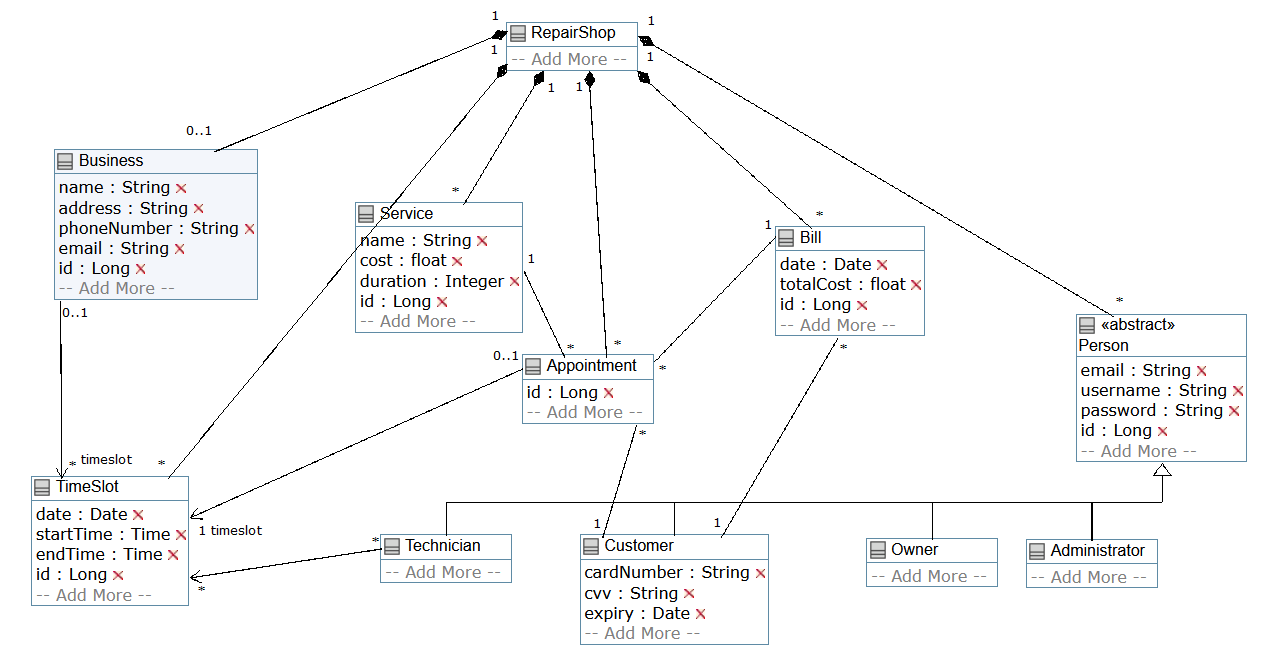 1
1
RepairShop
-- Add More --
1
1
1
1
0..1
*
*
*
*
*
Business
name : String
address : String
phoneNumber : String
email : String
id : Long
-- Add More --
0..1
* timeslot
Service
name : String
cost : float
duration : Integer
id : Long
-- Add More --
1
*
1
Bill
date : Date
totalCost : float
id : Long
-- Add More --
*
*
«abstract»
Person
email : String
username : String
password : String
id : Long
-- Add More --
0..1
Appointment
id : Long
-- Add More --
*
TimeSlot
date : Date
startTime : Time
endTime : Time
id : Long
-- Add More --
1 timeslot
*
*
Technician
-- Add More --
1
1
Customer
cardNumber : String
cvv : String
expiry : Date
-- Add More --
Owner
-- Add More --
Administrator
-- Add More --